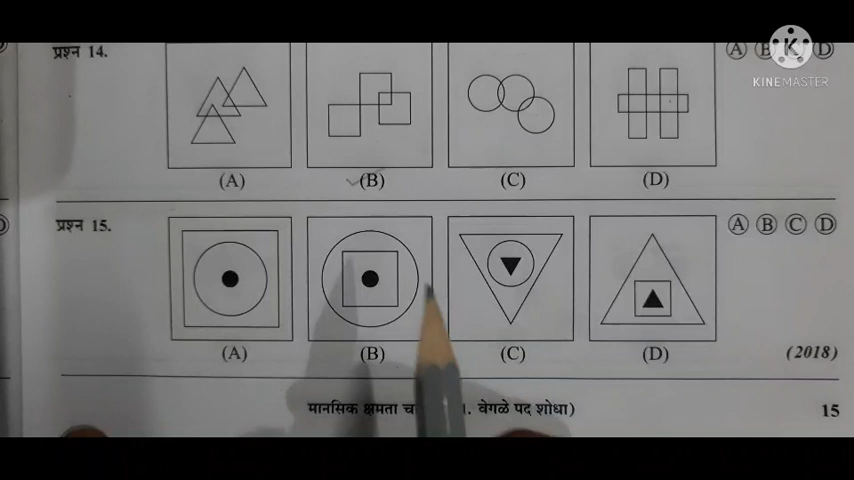 प्रश्न 14.
A B K D
KINEMASTER
(A) (B) (C) (D)
प्रश्न 15.
A B C D
(A) (B) (C) (D)
(2018)
मानसिक क्षमता वेगळे पद शोधा)
15